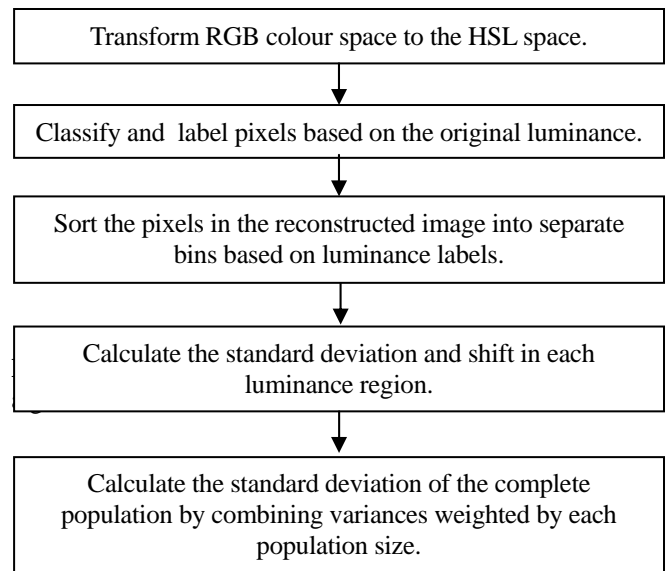 Transform RGB colour space to the HSL space.
Classify and label pixels based on the original luminance.
Sort the pixels in the reconstructed image into separate
bins based on luminance labels.
Calculate the standard deviation and shift in each
luminance region.
Calculate the standard deviation of the complete
population by combining variances weighted by each
population size.